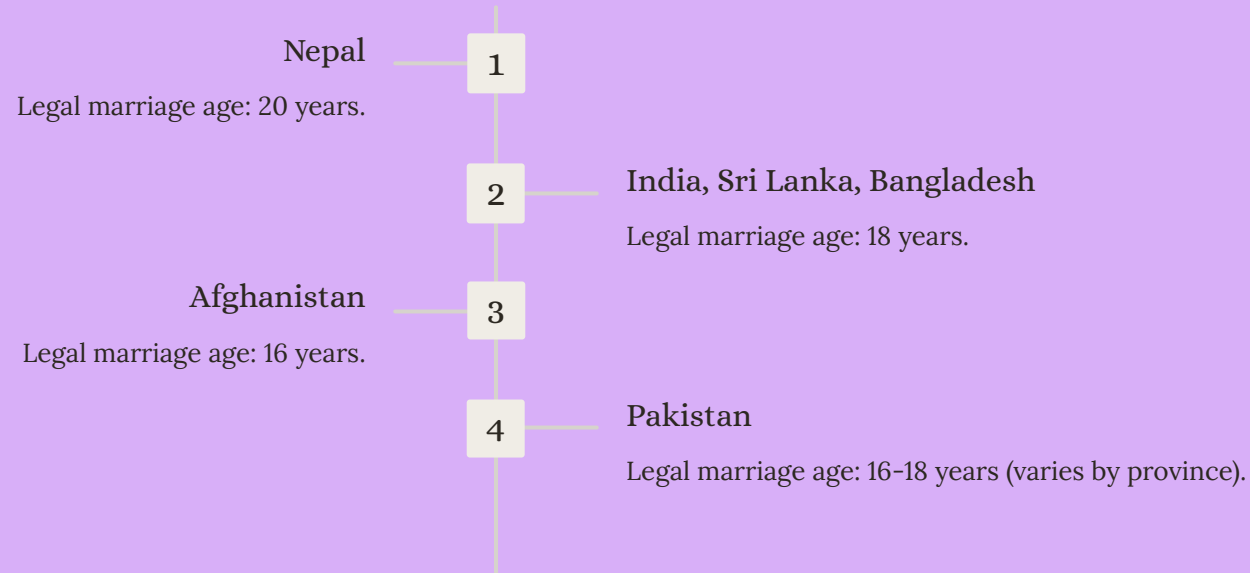 Nepal
1
Legal marriage age: 20 years.
2
India, Sri Lanka, Bangladesh
Legal marriage age: 18 years.
Afghanistan
3
Legal marriage age: 16 years.
4
Pakistan
Legal marriage age: 16-18 years (varies by province).